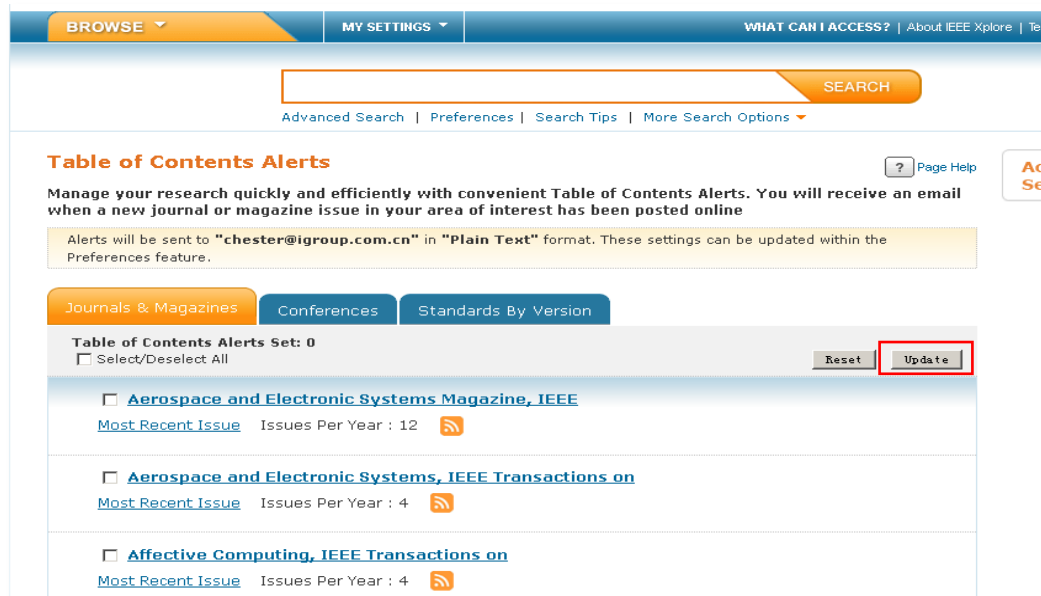 BROWSE MY SETTINGS WHAT CAN I ACCESS? | About IEEE Xplore |
SEARCH
Advanced Search | Preferences | Search Tips | More Search Options
Table of Contents Alerts
? Page Help
Manage your research quickly and efficiently with convenient Table of Contents Alerts. You will receive an email
when a new journal or magazine issue in your area of interest has been posted online
Alerts will be sent to "chester@igroup.com.cn" in "Plain Text" format. These settings can be updated within the
Preferences feature.
Journals & Magazines Conferences Standards By Version
Table of Contents Alerts Set: 0
Select/Deselect All
Reset Update
Aerospace and Electronic Systems Magazine, IEEE
Most Recent Issue Issues Per Year : 12
Aerospace and Electronic Systems, IEEE Transactions on
Most Recent Issue Issues Per Year : 4
Affective Computing, IEEE Transactions on
Most Recent Issue Issues Per Year : 4